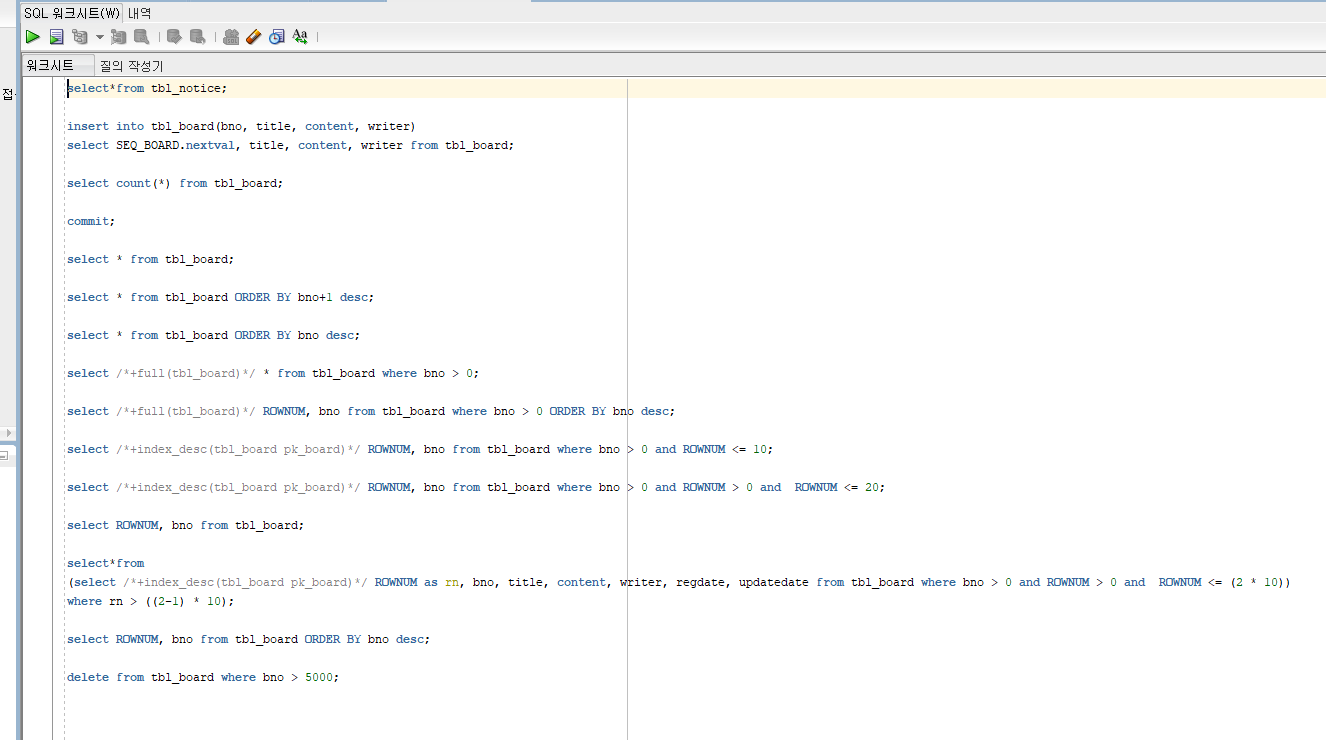 SQL 워크시트(W) 내역
워크시트 질의 작성기
접
select*from tbl_notice;
insert into tbl_board(bno, title, content, writer)
select SEQ_BOARD.nextval, title, content, writer from tbl_board;
select count(*) from tbl_board;
commit;
select * from tbl_board;
select * from tbl_board ORDER BY bno+1 desc;
select * from tbl_board ORDER BY bno desc;
select /*+full(tbl_board)*/ * from tbl_board where bno > 0;
select /*+full(tbl_board)*/ ROWNUM, bno from tbl_board where bno > 0 ORDER BY bno desc;
select /*+index_desc(tbl_board pk_board)*/ ROWNUM, bno from tbl_board where bno > 0 and ROWNUM <= 10;
select /*+index_desc(tbl_board pk_board)*/ ROWNUM, bno from tbl_board where bno > 0 and ROWNUM > 0 and  ROWNUM <= 20;
select ROWNUM, bno from tbl_board;
select*from
(select /*+index_desc(tbl_board pk_board)*/ ROWNUM as rn, bno, title, content, writer, regdate, updatedate from tbl_board where bno > 0 and ROWNUM > 0 and  ROWNUM <= (2 * 10))
where rn > ((2-1) * 10);
select ROWNUM, bno from tbl_board ORDER BY bno desc;
delete from tbl_board where bno > 5000;